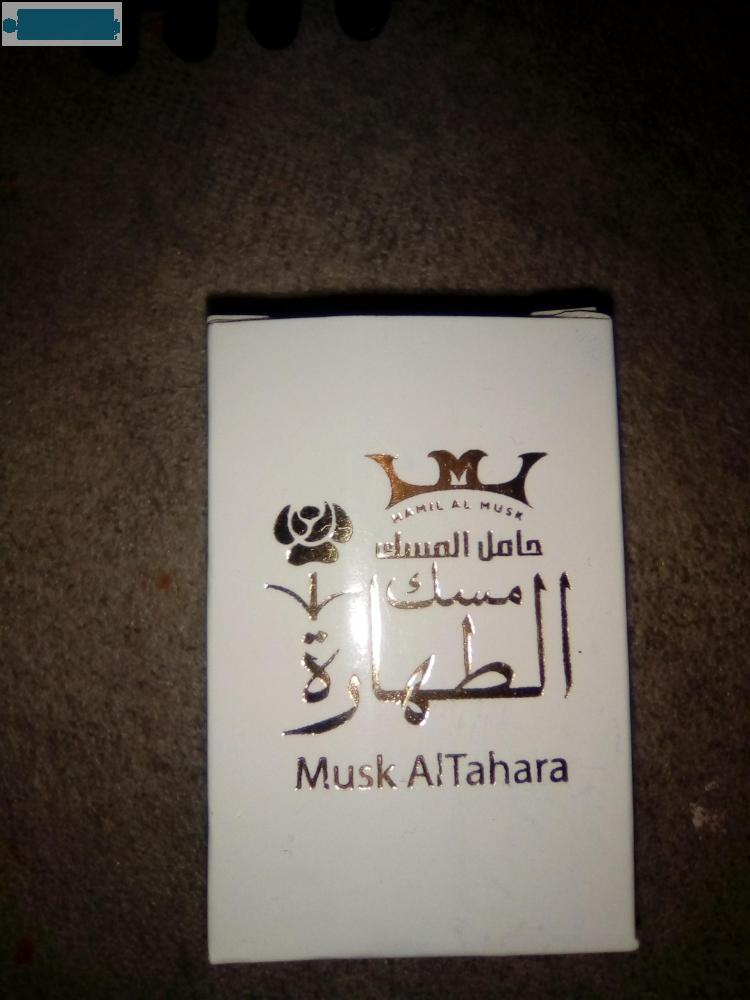 M
HAMIL AL MUSK
حامل المسك
مسك
الطهارة
Musk AlTahara